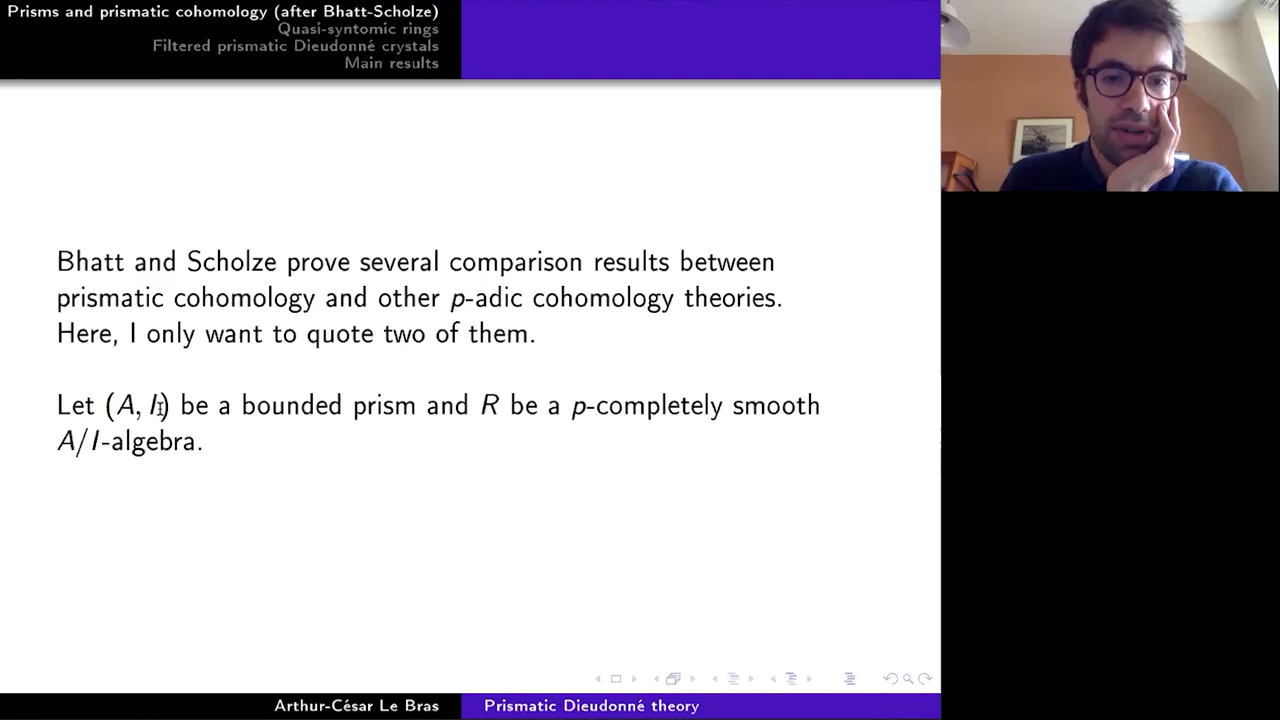 Prisms and prismatic cohomology (after Bhatt-Scholze)
Quasi-syntomic rings
Filtered prismatic Dieudonné crystals
Main results
Bhatt and Scholze prove several comparison results between
prismatic cohomology and other p-adic cohomology theories.
Here, I only want to quote two of them.
Let (A, I) be a bounded prism and R be a p-completely smooth
A/I-algebra.
Arthur-César Le Bras
Prismatic Dieudonné theory